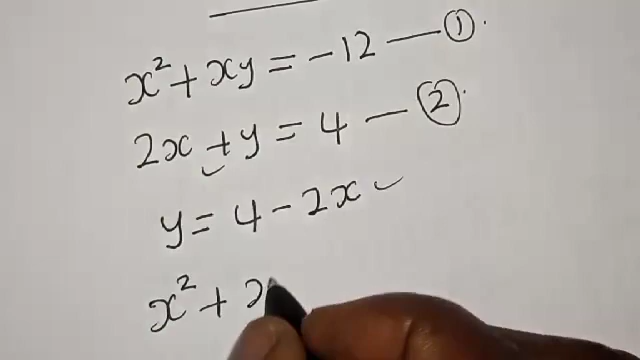 x² + xy = -12 — ①.
2x + y = 4 — ②.
y = 4 - 2x
x² + x